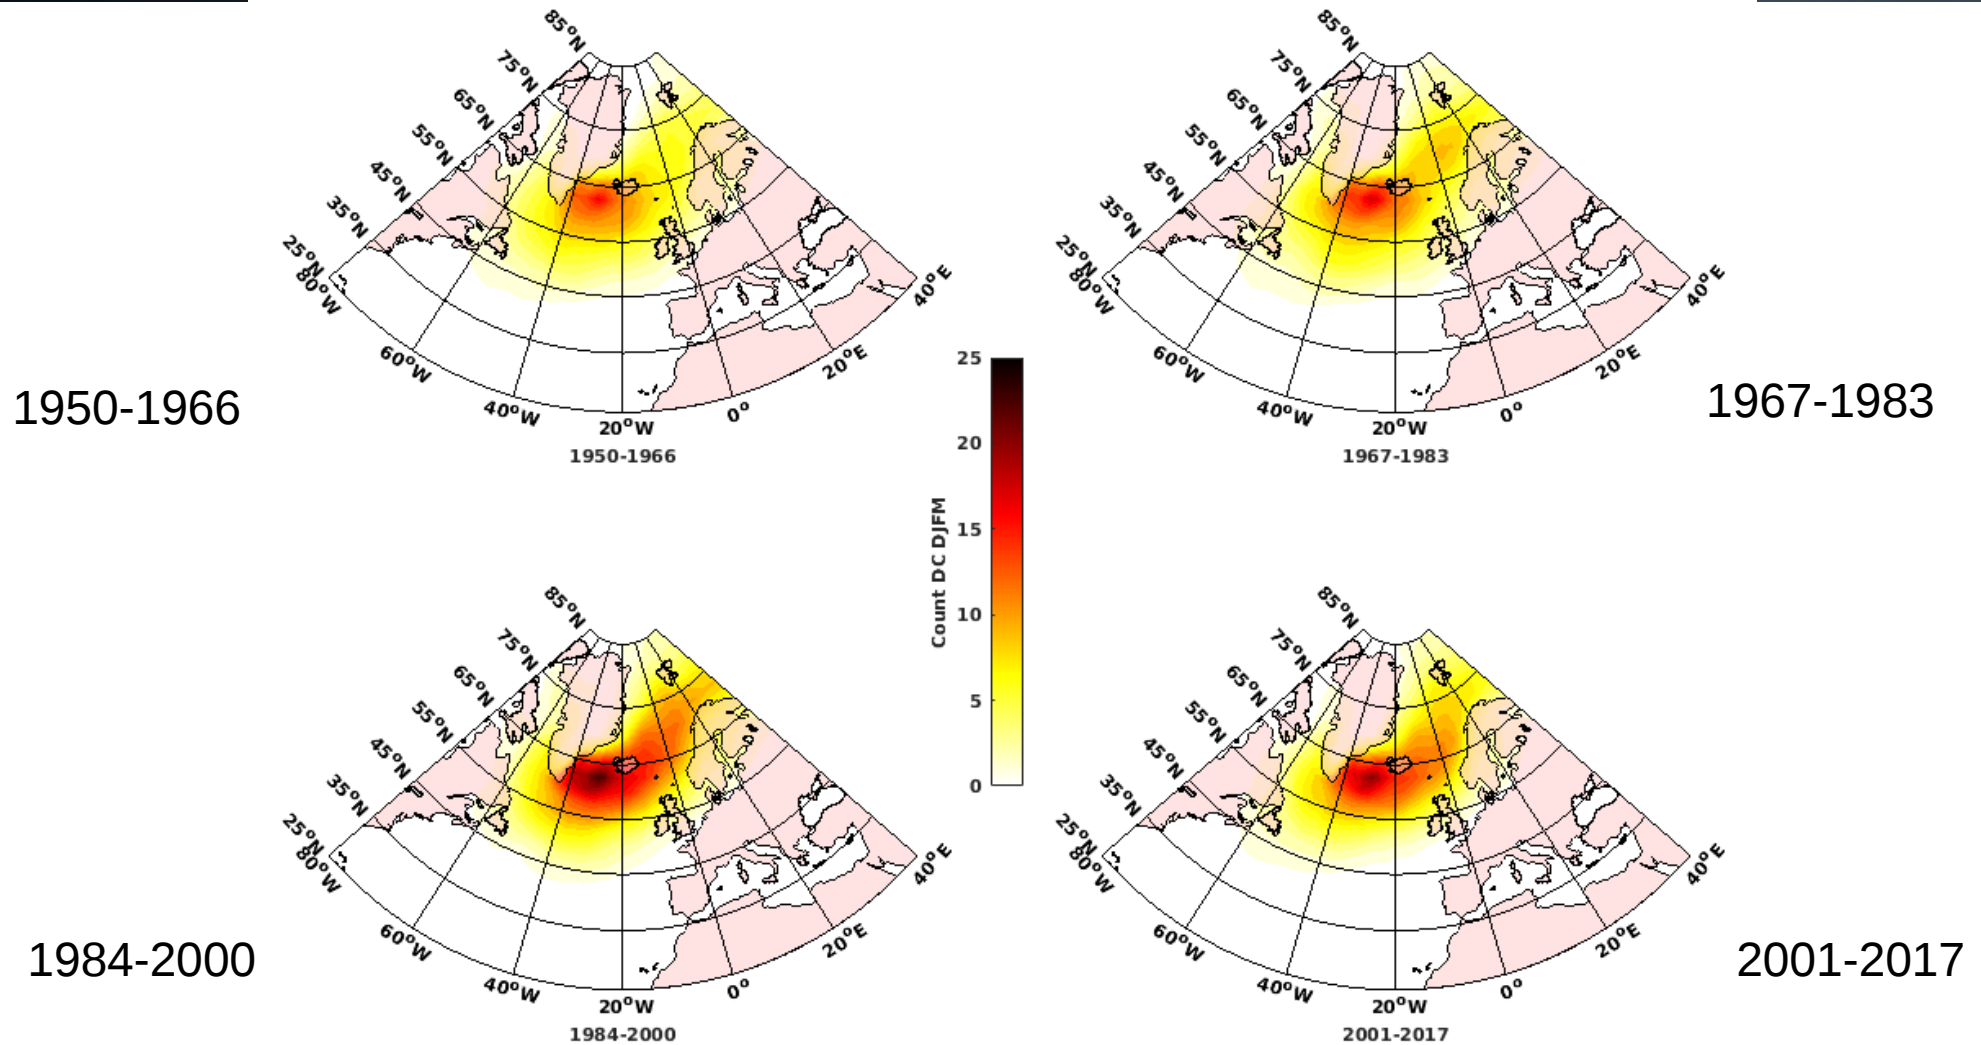 85°N
75°N
65°N
55°N
45°N
35°N
25°N
80°W
60°W
40°W
20°W
0°
20°E
40°E
1950-1966
1950-1966
85°N
75°N
65°N
55°N
45°N
35°N
25°N
80°W
60°W
40°W
20°W
0°
20°E
40°E
1967-1983
1967-1983
25
20
15
10
5
0
Count DC DJFM
85°N
75°N
65°N
55°N
45°N
35°N
25°N
80°W
60°W
40°W
20°W
0°
20°E
40°E
1984-2000
1984-2000
85°N
75°N
65°N
55°N
45°N
35°N
25°N
80°W
60°W
40°W
20°W
0°
20°E
40°E
2001-2017
2001-2017